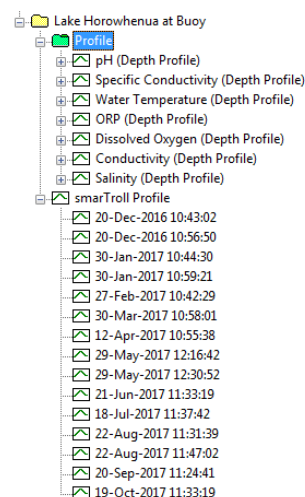 Lake Horowhenua at Buoy
Profile
pH (Depth Profile)
Specific Conductivity (Depth Profile)
Water Temperature (Depth Profile)
ORP (Depth Profile)
Dissolved Oxygen (Depth Profile)
Conductivity (Depth Profile)
Salinity (Depth Profile)
smarTroll Profile
20-Dec-2016 10:43:02
20-Dec-2016 10:56:50
30-Jan-2017 10:44:30
30-Jan-2017 10:59:21
27-Feb-2017 10:42:29
30-Mar-2017 10:58:01
12-Apr-2017 10:55:38
29-May-2017 12:16:42
29-May-2017 12:30:52
21-Jun-2017 11:33:19
18-Jul-2017 11:37:42
22-Aug-2017 11:31:39
22-Aug-2017 11:47:02
20-Sep-2017 11:24:41
19-Oct-2017 11:33:19